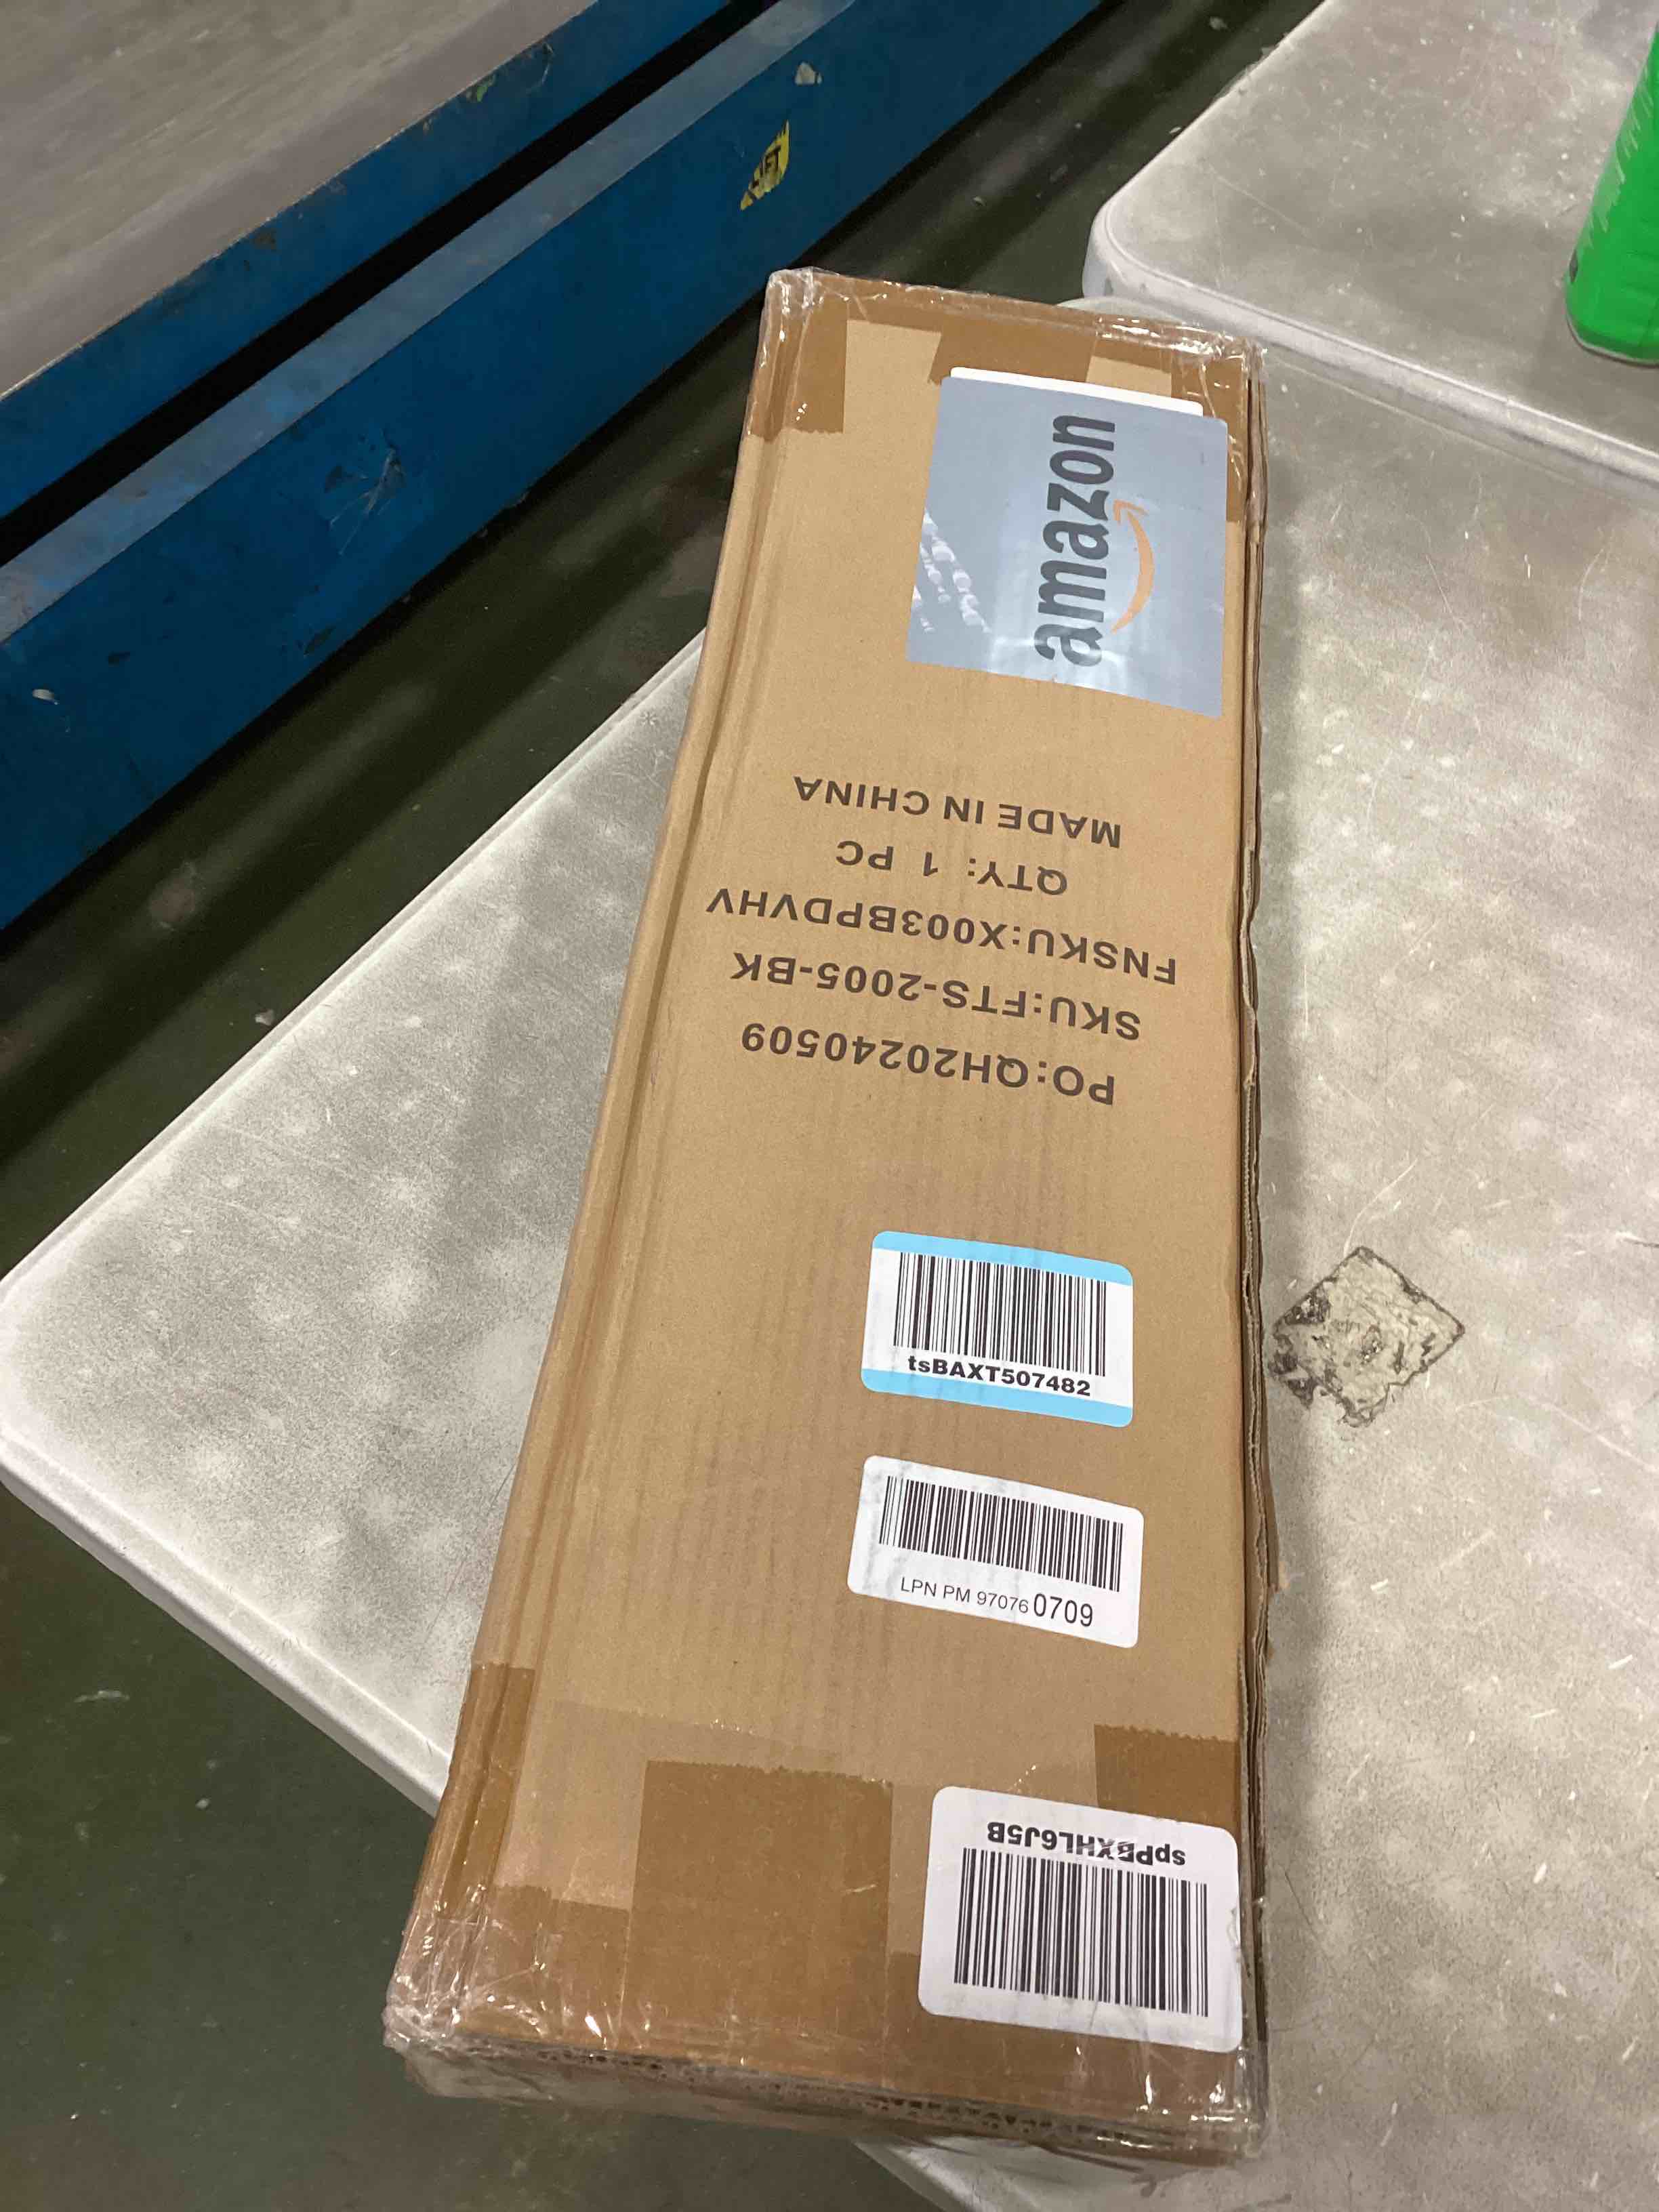 LIFT
amazon
PO:QH20240509
SKU:FTS-2005-BK
FNSKU:X003BPDVHV
QTY: 1 PC
MADE IN CHINA
tsBAXT507482
LPN PM 97076 0709
spPBXHL6J5B